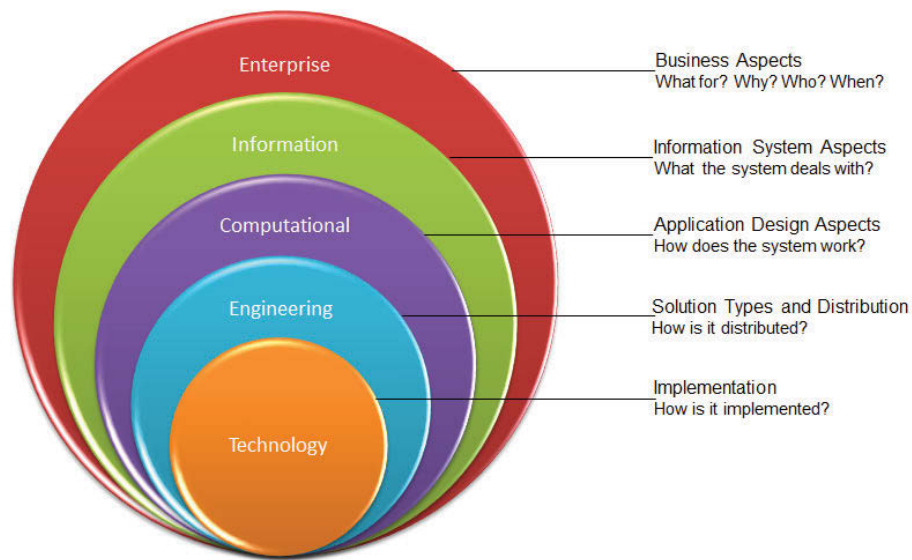 Enterprise
Business Aspects
What for? Why? Who? When?
Information
Information System Aspects
What the system deals with?
Computational
Application Design Aspects
How does the system work?
Engineering
Solution Types and Distribution
How is it distributed?
Implementation
How is it implemented?
Technology